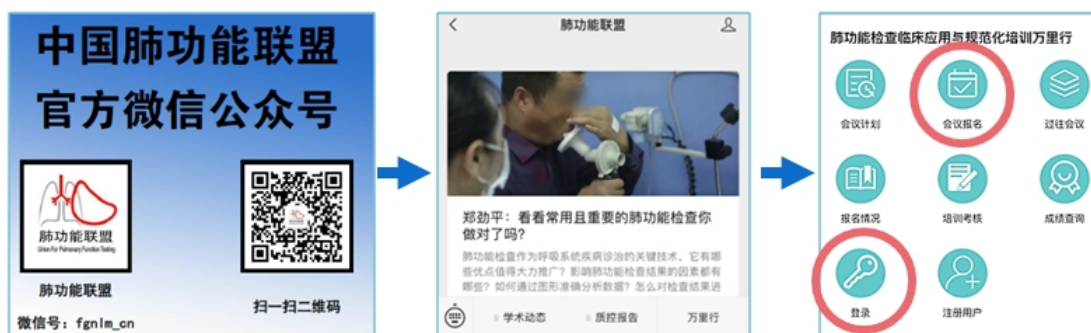 中国肺功能联盟
官方微信公众号
肺功能联盟
Union For Pulmonary Function Testing
肺功能联盟
扫一扫二维码
微信号：fgnlm_cn
肺功能联盟
郑劲平：看看常用且重要的肺功能检查你
做对了吗？
肺功能检查作为呼吸系统疾病诊治的关键技术，它有哪
些优点值得大力推广？影响肺功能检查结果的因素都有
哪些？如何通过图形准确分析数据？怎么对检查结果进
学术动态
质控报告
万里行
肺功能检查临床应用与规范化培训万里行
会议计划
会议报名
过往会议
报名情况
培训考核
成绩查询
登录
注册用户